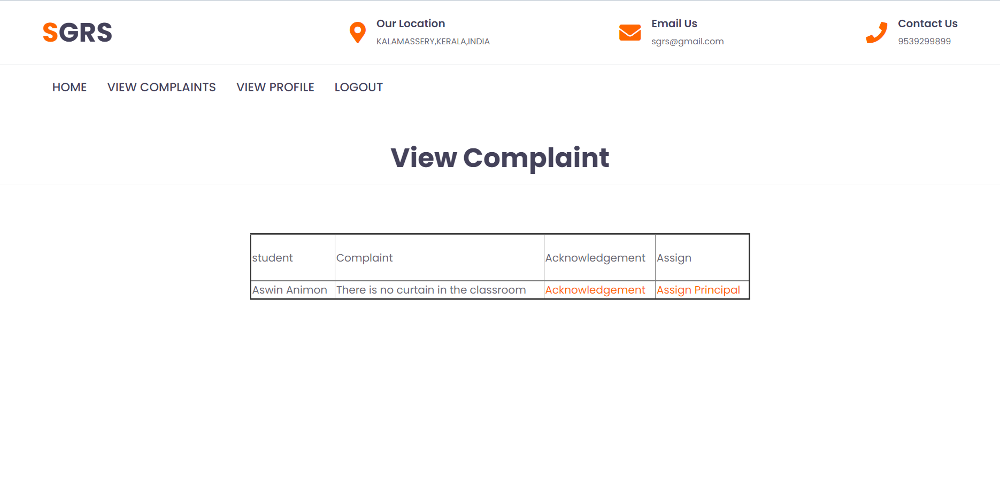 SGRS
Our Location
KALAMASSERY,KERALA,INDIA
Email Us
sgrs@gmail.com
Contact Us
9539299899
HOME VIEW COMPLAINTS VIEW PROFILE LOGOUT
View Complaint
student Complaint Acknowledgement Assign
Aswin Animon There is no curtain in the classroom Acknowledgement Assign Principal